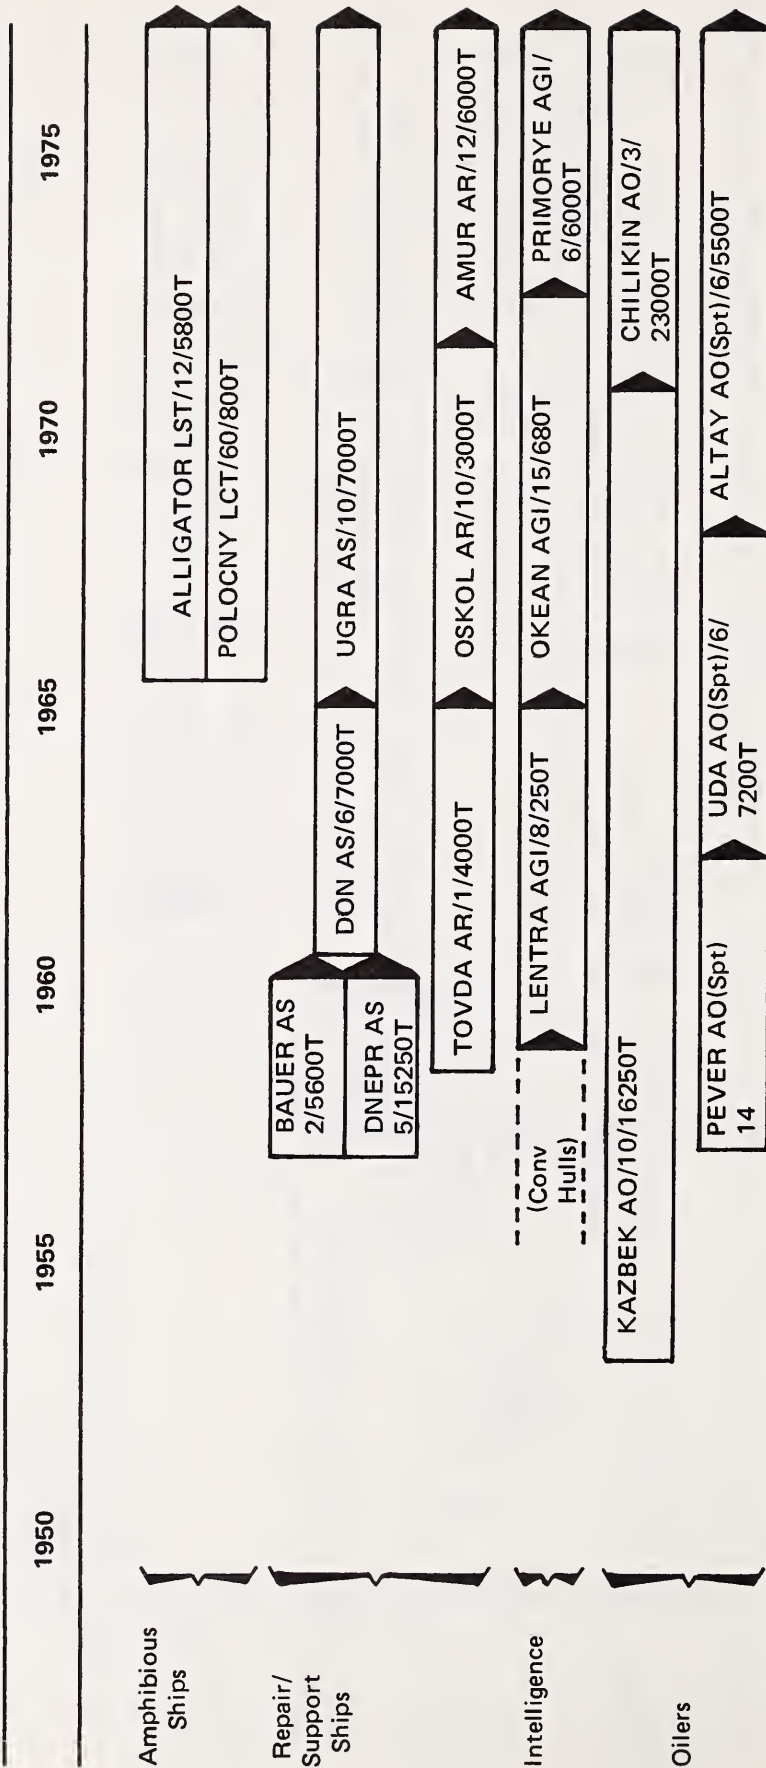 1950
1955
1960
1965
1970
1975
Amphibious
Ships
ALLIGATOR LST/12/5800T
POLOCNY LCT/60/800T
Repair/
Support
Ships
BAUER AS
2/5600T
DNEPR AS
5/15250T
DON AS/6/7000T
UGRA AS/10/7000T
TOVDA AR/1/4000T
OSKOL AR/10/3000T
AMUR AR/12/6000T
Intelligence
(Conv
Hulls)
LENTRA AGI/8/250T
OKEAN AGI/15/680T
PRIMORYE AGI/
6/6000T
Oilers
KAZBEK AO/10/16250T
CHILIKIN AO/3/
23000T
PEVER AO(Spt)
14
UDA AO(Spt)/6/
7200T
ALTAY AO(Spt)/6/5500T